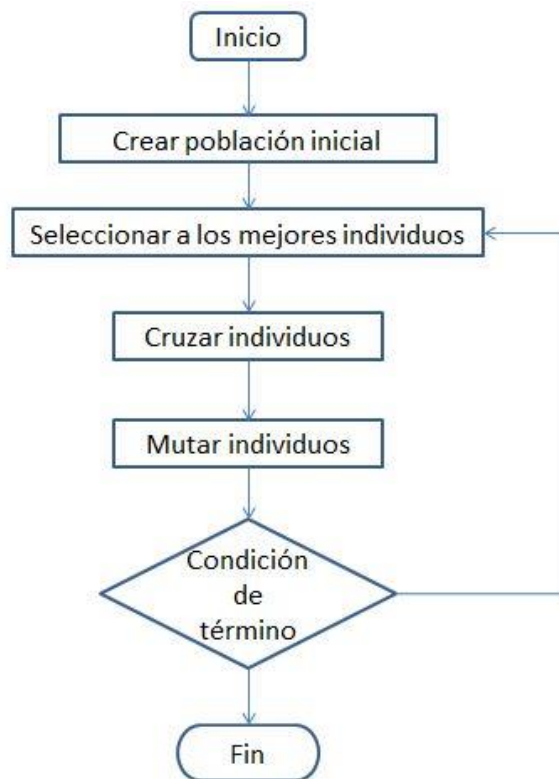 Inicio
Crear población inicial
Seleccionar a los mejores individuos
Cruzar individuos
Mutar individuos
Condición
de
término
Fin